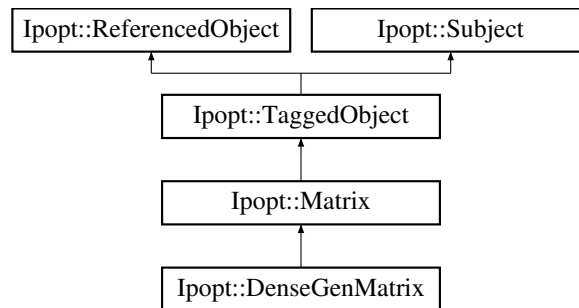 Ipopt::ReferencedObject
Ipopt::Subject
Ipopt::TaggedObject
Ipopt::Matrix
Ipopt::DenseGenMatrix